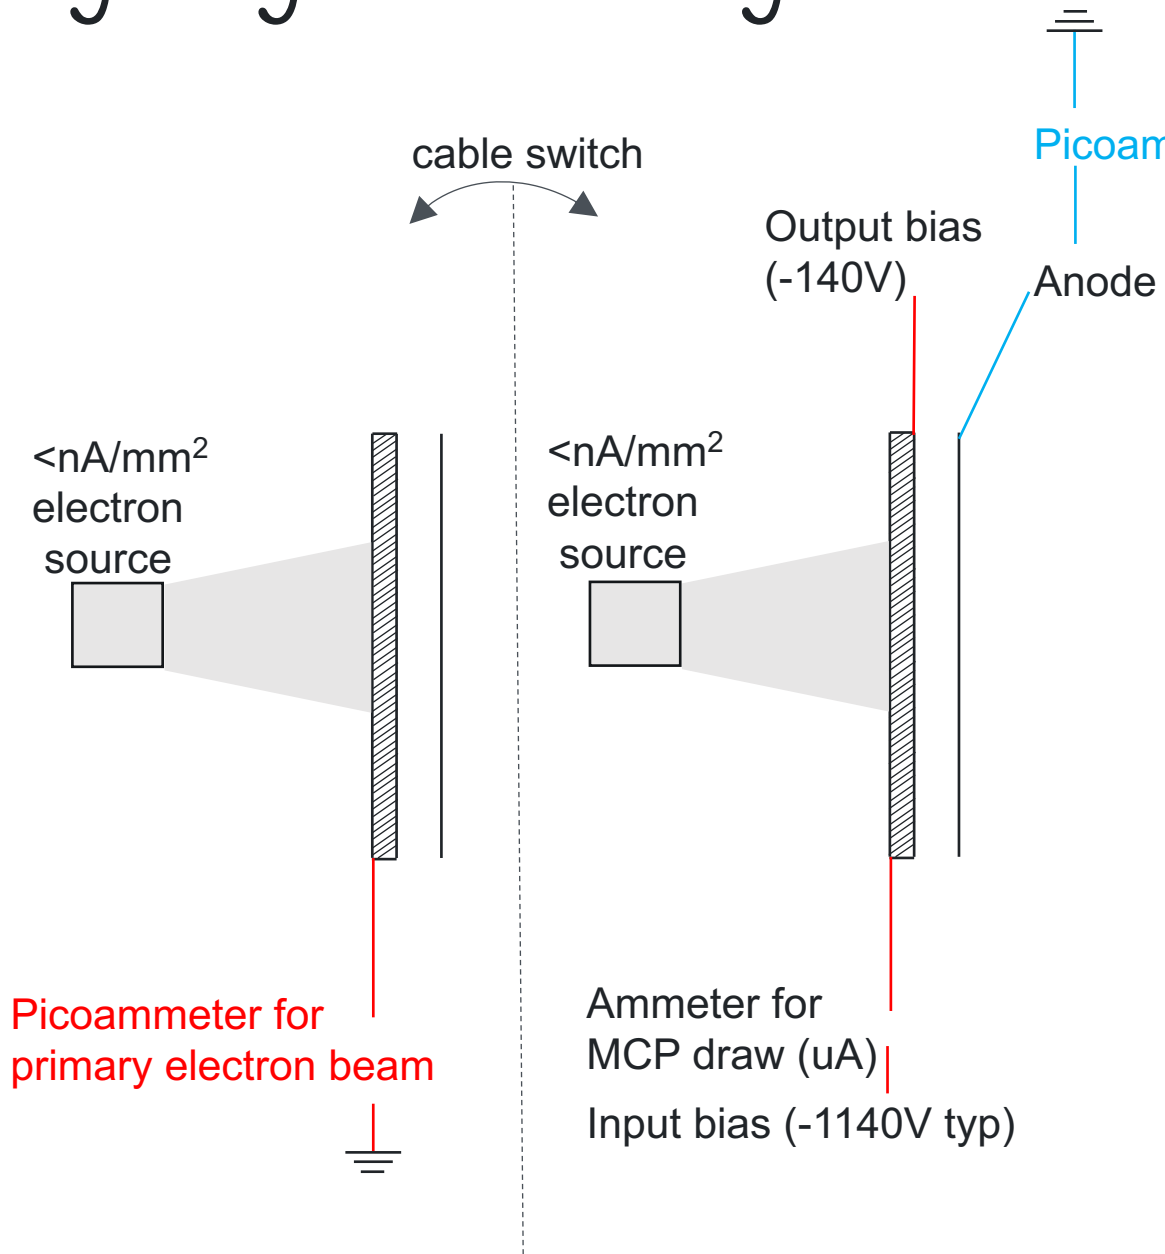 cable switch
Picoam
Output bias
(-140V)
Anode
<nA/mm²
electron
source
<nA/mm²
electron
source
Picoammeter for
primary electron beam
Ammeter for
MCP draw (uA)
Input bias (-1140V typ)